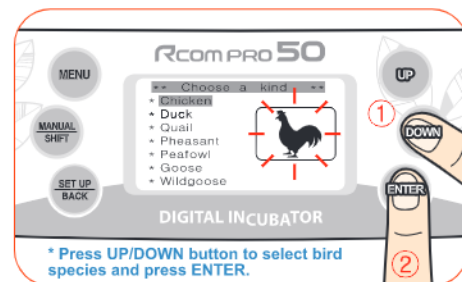 Rcom PRO 50
MENU
UP
** Choose a kind **
* Chicken
* Duck
* Quail
* Pheasant
* Peafowl
* Goose
* Wildgoose
MANUAL
SHIFT
①
DOWN
SET UP
BACK
ENTER
DIGITAL INCUBATOR
②
* Press UP/DOWN button to select bird
species and press ENTER.